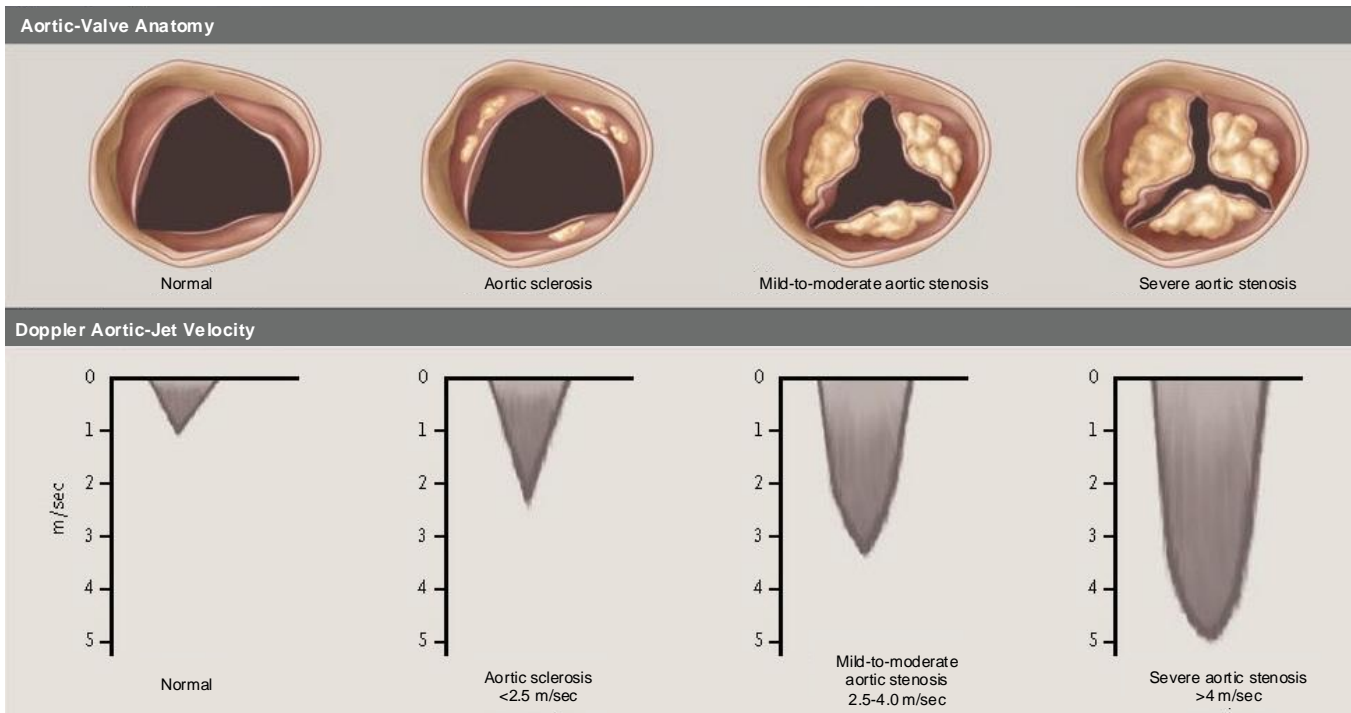 Aortic-Valve Anatomy
Normal
Aortic sclerosis
Mild-to-moderate aortic stenosis
Severe aortic stenosis
Doppler Aortic-Jet Velocity
m/sec
0
1
2
3
4
5
0
1
2
3
4
5
0
1
2
3
4
5
0
1
2
3
4
5
Normal
Aortic sclerosis
<2.5 m/sec
Mild-to-moderate
aortic stenosis
2.5-4.0 m/sec
Severe aortic stenosis
>4 m/sec